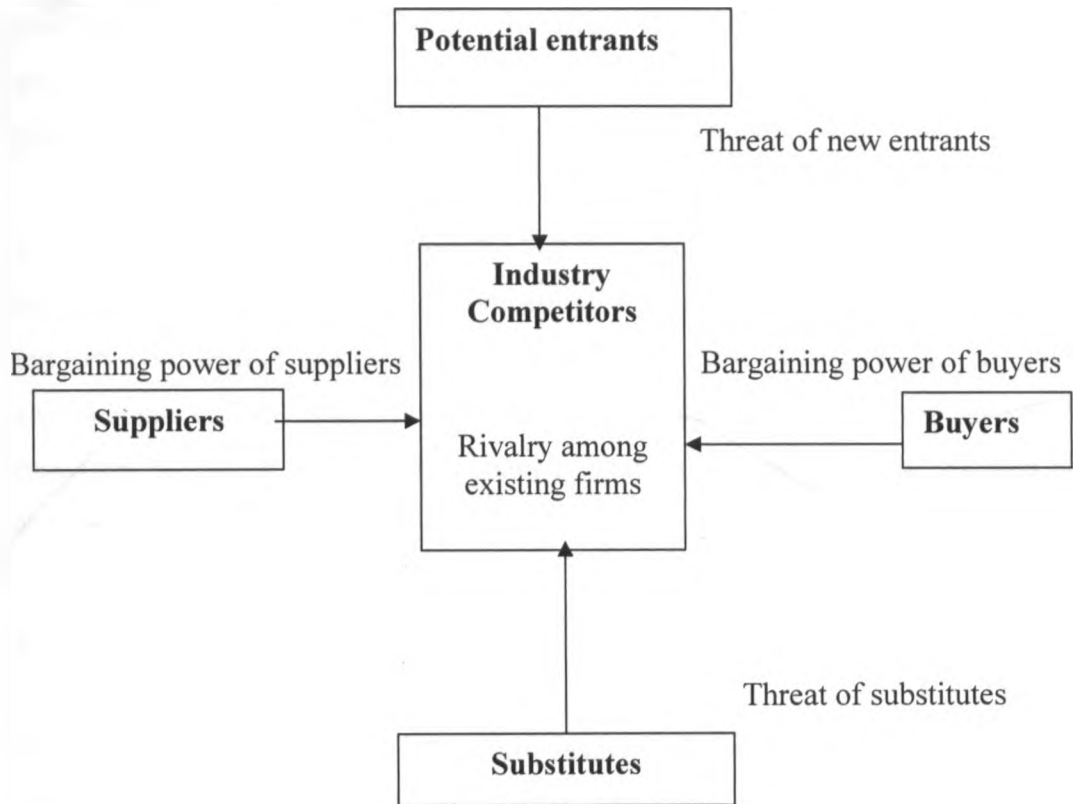 Potential entrants
Threat of new entrants
Industry
Competitors
Bargaining power of suppliers
Bargaining power of buyers
Suppliers
Buyers
Rivalry among
existing firms
Threat of substitutes
Substitutes